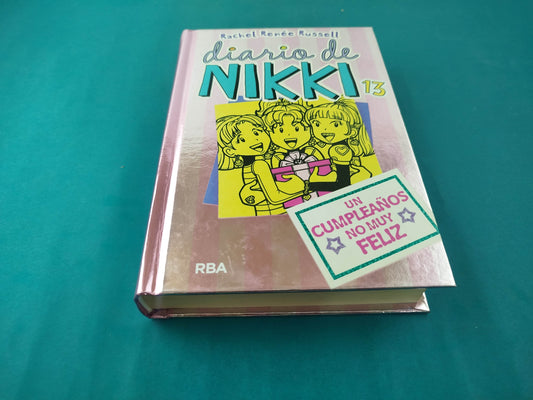 Rachel Renée Russell
diario de
NIKKI 13
UN
CUMPLEAÑOS
NO MUY
FELIZ
RBA